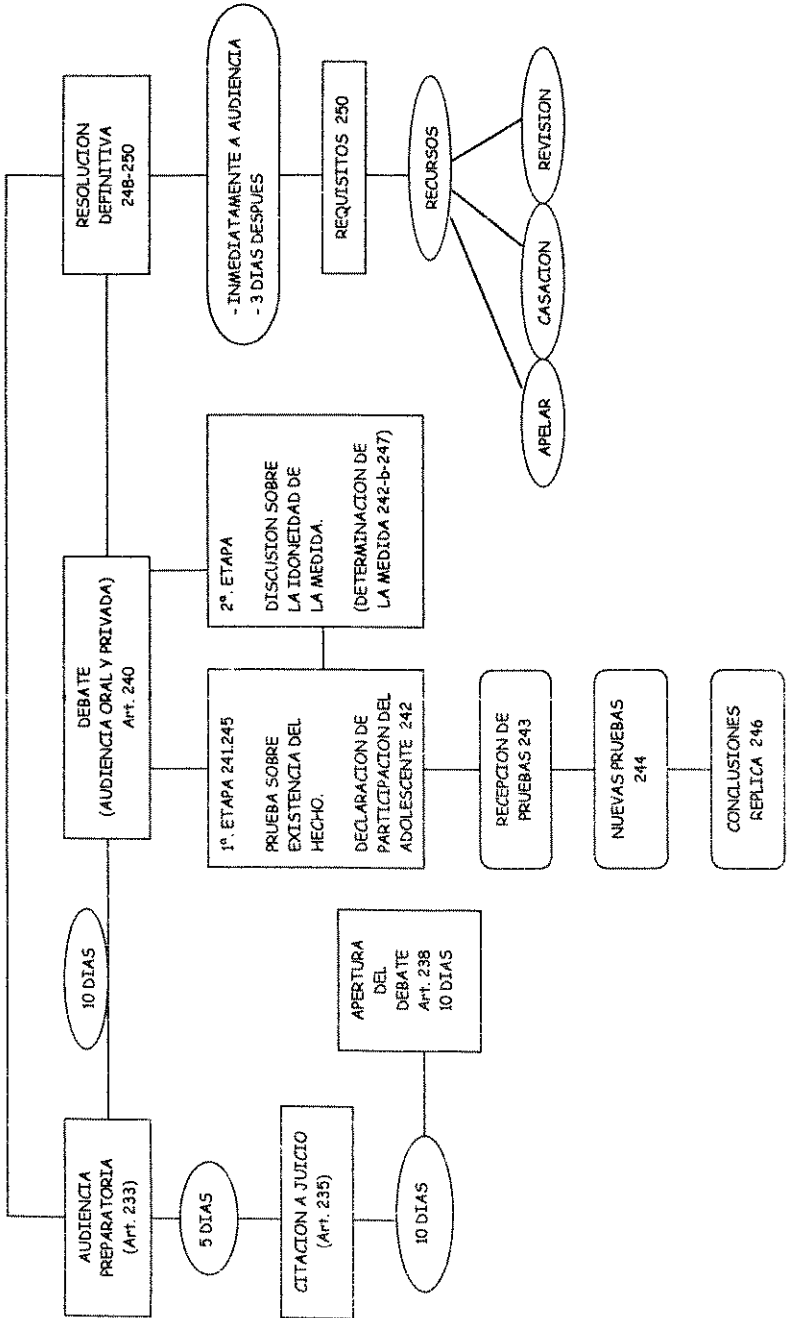 AUDIENCIA
PREPARATORIA
(Art. 233)
5 DIAS
CITACION A JUICIO
(Art. 235)
10 DIAS
APERTURA
DEL
DEBATE
Art. 238
10 DIAS
10 DIAS
DEBATE
(AUDIENCIA ORAL Y PRIVADA)
Art. 240
1ª. ETAPA 241.245
PRUEBA SOBRE
EXISTENCIA DEL
HECHO.
DECLARACION DE
PARTICIPACION DEL
ADOLESCENTE 242
RECEPCION DE
PRUEBAS 243
NUEVAS PRUEBAS
244
CONCLUSIONES
REPLICA 246
2ª. ETAPA
DISCUSION SOBRE
LA IDONEIDAD DE
LA MEDIDA.
(DETERMINACION DE
LA MEDIDA 242-b-247)
RESOLUCION
DEFINITIVA
248-250
- INMEDIATAMENTE A AUDIENCIA
- 3 DIAS DESPUES
REQUISITOS 250
RECURSOS
APELAR
CASACION
REVISION